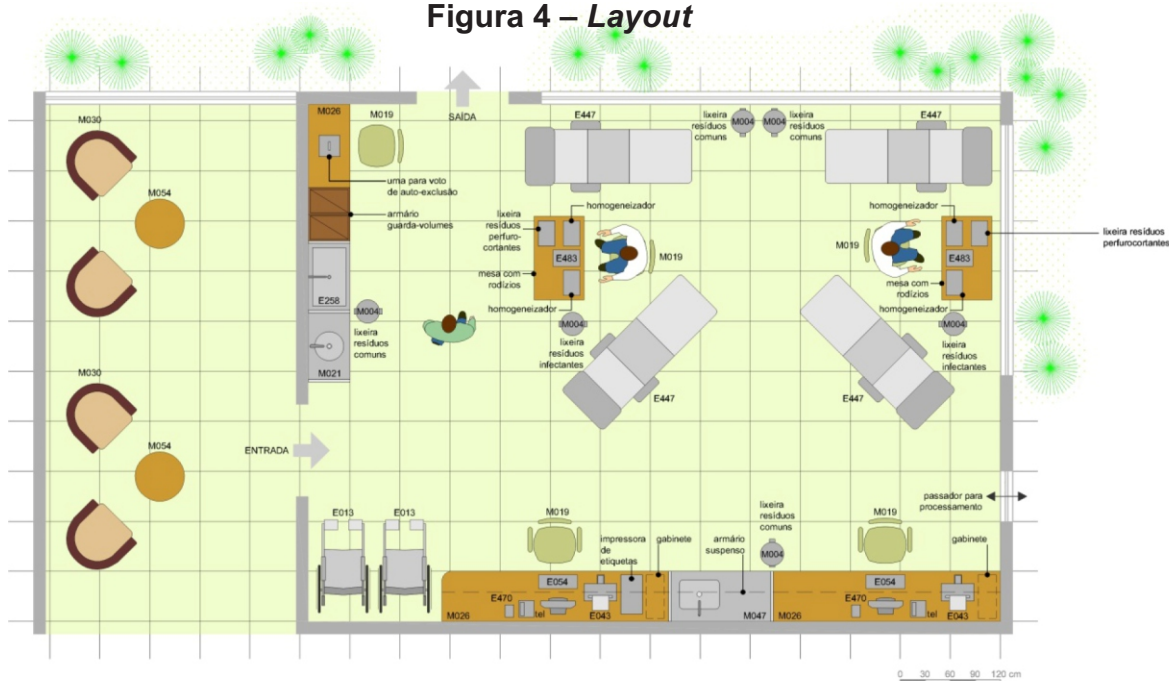 Figura 4 – Layout
M030
M054
M030
M054
ENTRADA
SAÍDA
M026
M019
uma para voto
de auto-exclusão
armário
guarda-volumes
E258
M004
lixeira
resíduos
comuns
M021
E447
lixeira
resíduos
comuns
M004
M004
lixeira
resíduos
comuns
E447
homogeneizador
lixeira
resíduos
perfuro-
cortantes
E483
M019
mesa com
rodízios
homogeneizador
M004
lixeira
resíduos
infectantes
E447
homogeneizador
lixeira resíduos
perfurocortantes
M019
E483
mesa com
rodízios
homogeneizador
M004
lixeira
resíduos
infectantes
E447
passador para
processamento
E013
E013
M019
impressora
de
etiquetas
gabinete
armário
suspenso
lixeira
resíduos
comuns
M004
M019
gabinete
E054
E470
tel
E043
M026
M047
E054
E470
tel
E043
M026
0 30 60 90 120 cm